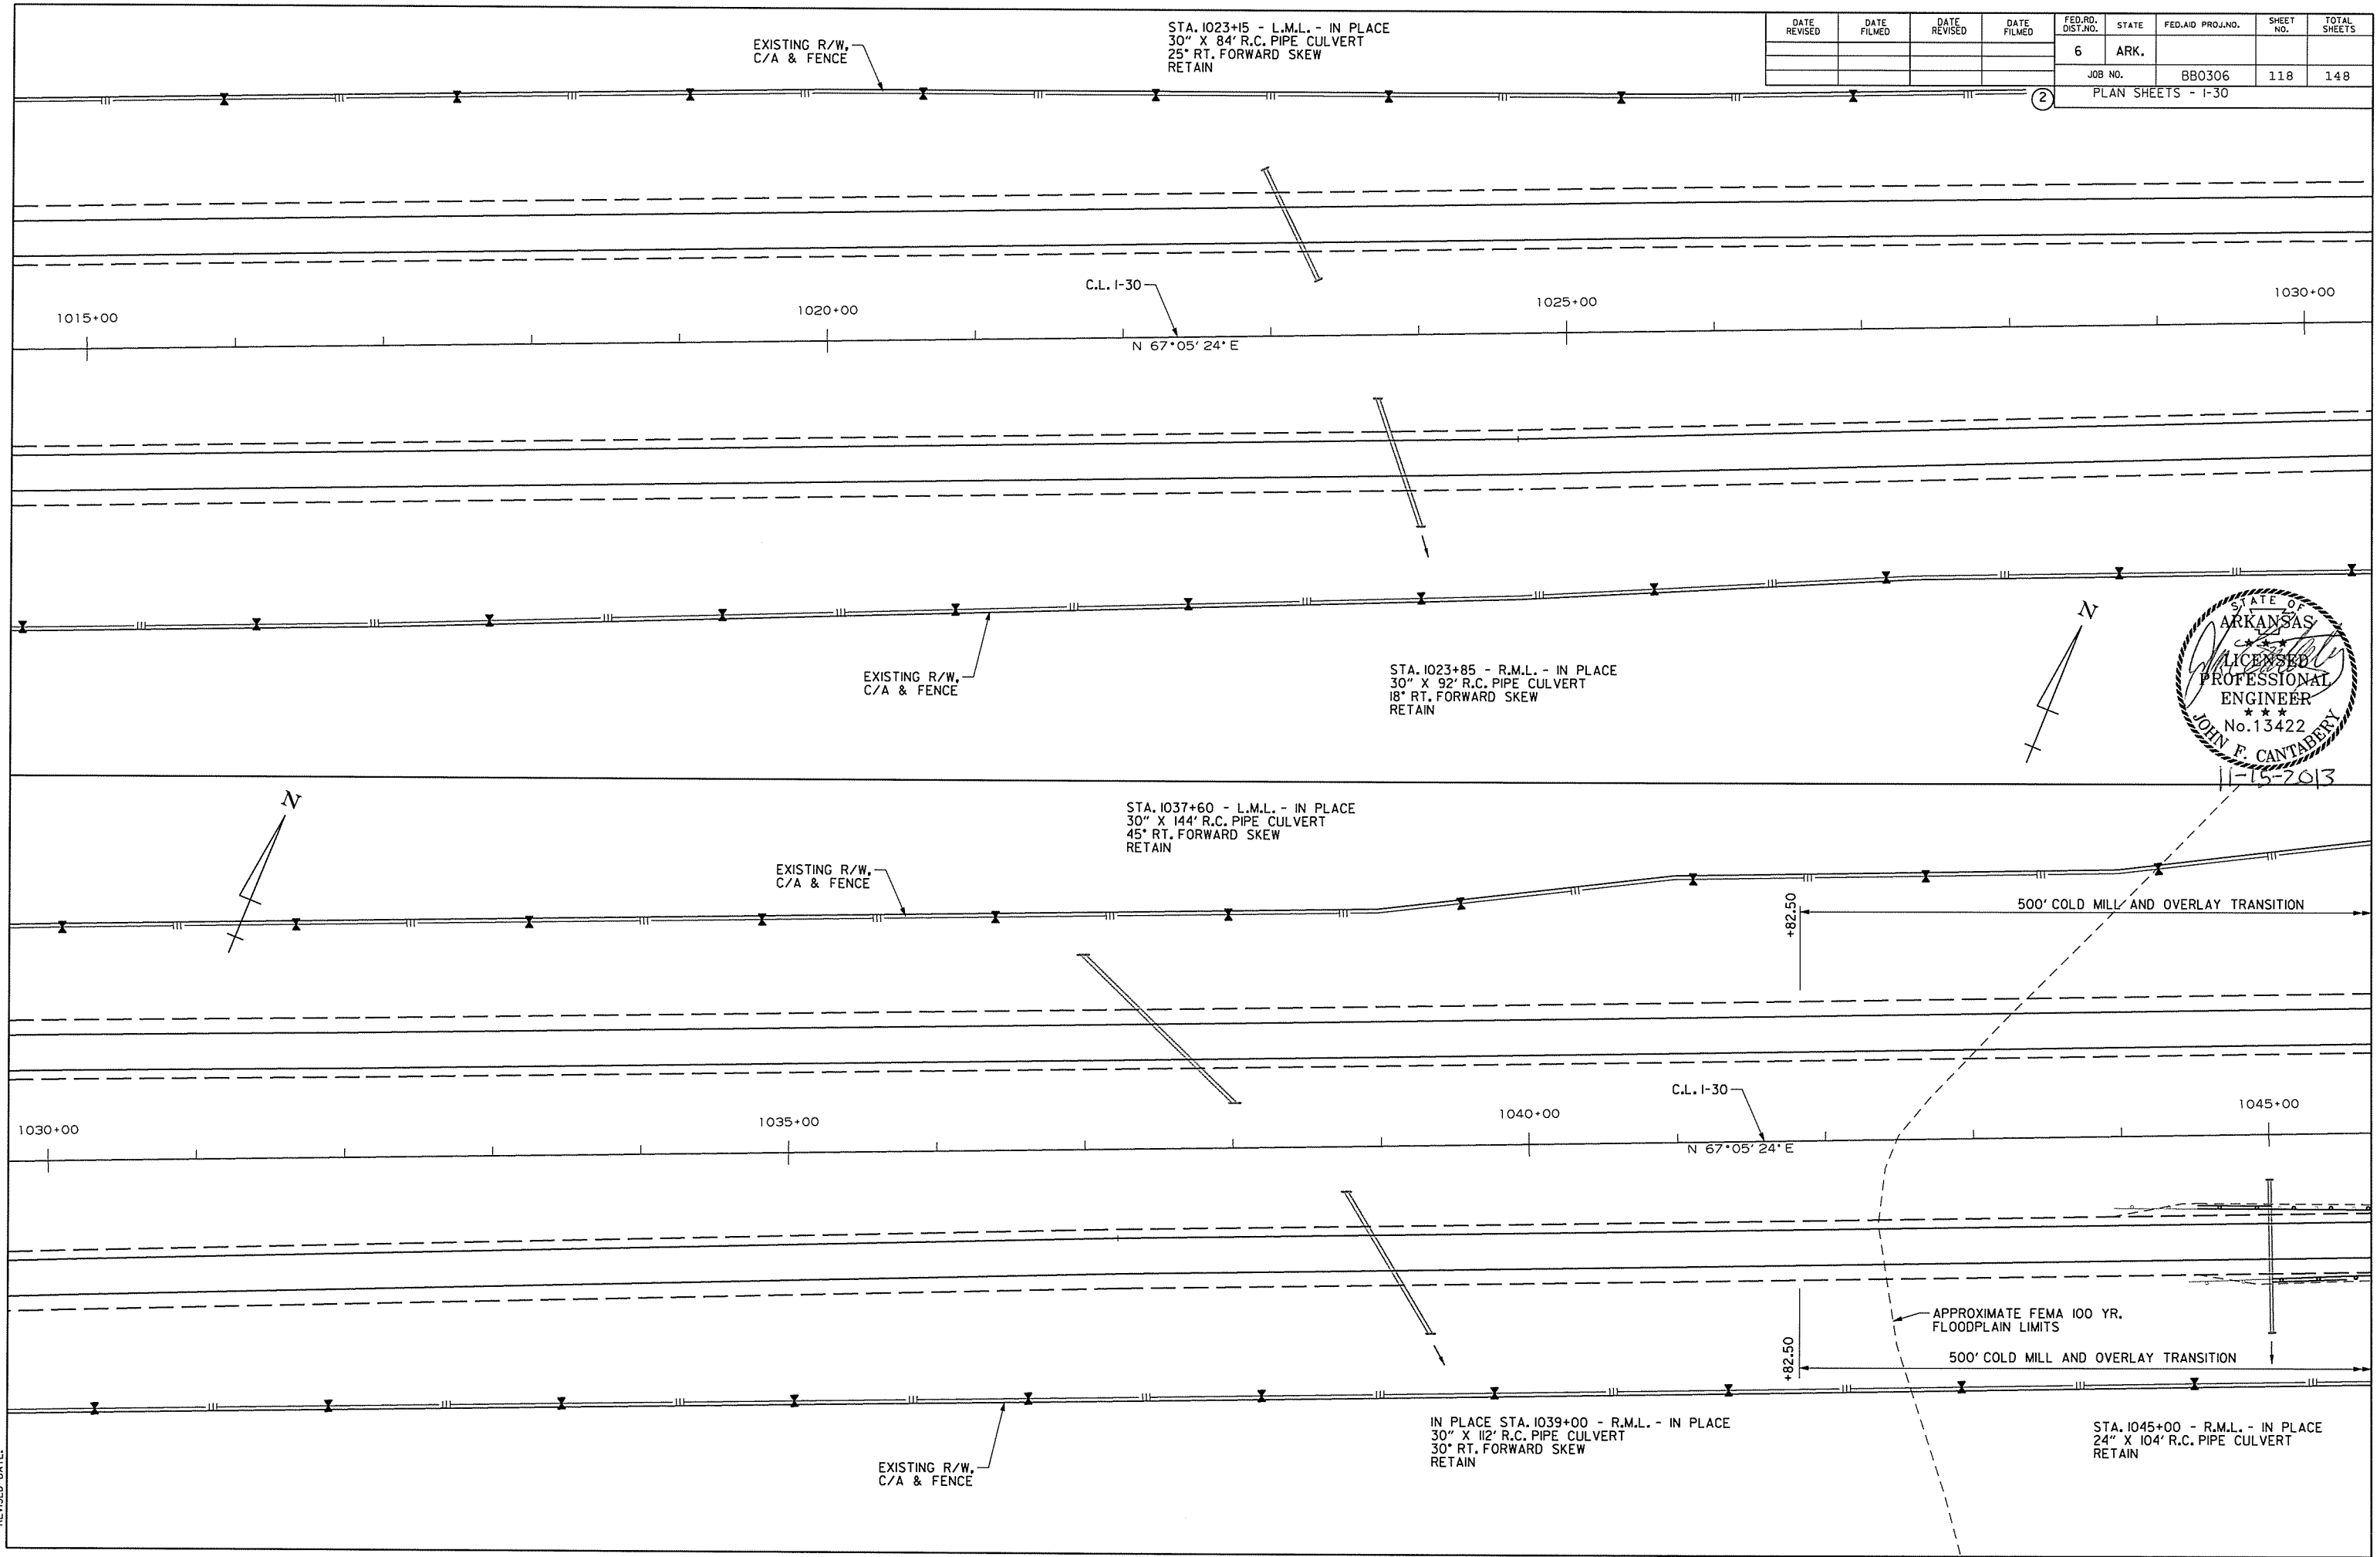 STA. 1023+15 - L.M.L. - IN PLACE
30" X 84' R.C. PIPE CULVERT
25° RT. FORWARD SKEW
RETAIN
EXISTING R/W,
C/A & FENCE
DATE REVISED
DATE FILMED
DATE REVISED
DATE FILMED
FED.RD. DIST.NO.
STATE
FED.AID PROJ.NO.
SHEET NO.
TOTAL SHEETS
6
ARK.
JOB NO.
BB0306
118
148
2
PLAN SHEETS - I-30
C.L. I-30
1015+00
1020+00
1025+00
1030+00
N 67°05'24" E
EXISTING R/W,
C/A & FENCE
STA. 1023+85 - R.M.L. - IN PLACE
30" X 92' R.C. PIPE CULVERT
18° RT. FORWARD SKEW
RETAIN
N
STATE OF
ARKANSAS
★ ★ ★
LICENSED
PROFESSIONAL
ENGINEER
★ ★ ★
No.13422
JOHN F. CANTABERY
11-15-2013
N
STA. 1037+60 - L.M.L. - IN PLACE
30" X 144' R.C. PIPE CULVERT
45° RT. FORWARD SKEW
RETAIN
EXISTING R/W,
C/A & FENCE
+82.50
500' COLD MILL AND OVERLAY TRANSITION
C.L. I-30
1030+00
1035+00
1040+00
1045+00
N 67°05'24" E
APPROXIMATE FEMA 100 YR.
FLOODPLAIN LIMITS
+82.50
500' COLD MILL AND OVERLAY TRANSITION
IN PLACE STA. 1039+00 - R.M.L. - IN PLACE
30" X 112' R.C. PIPE CULVERT
30° RT. FORWARD SKEW
RETAIN
STA. 1045+00 - R.M.L. - IN PLACE
24" X 104' R.C. PIPE CULVERT
RETAIN
EXISTING R/W,
C/A & FENCE
REVISED DATE: